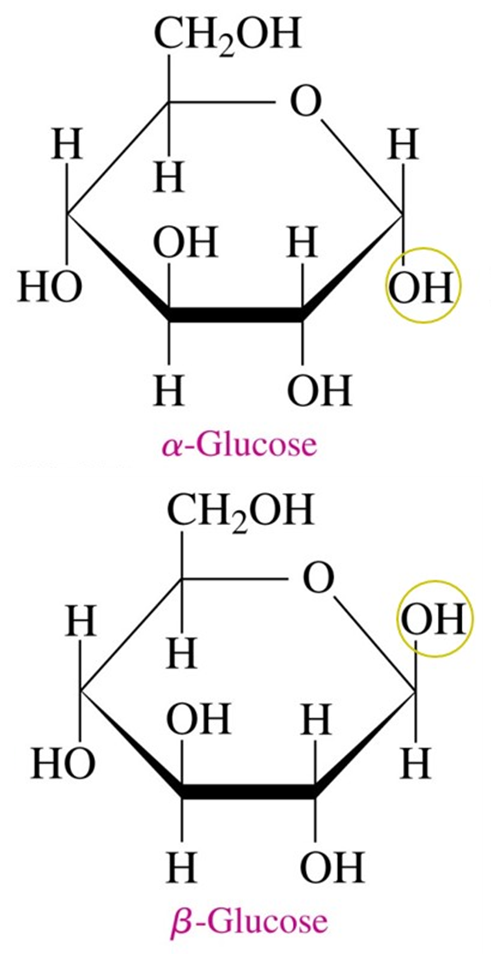 CH₂OH
O
H H
H
OH H
HO OH
H OH
α-Glucose
CH₂OH
O
OH
H
H
OH H
HO H
H OH
β-Glucose